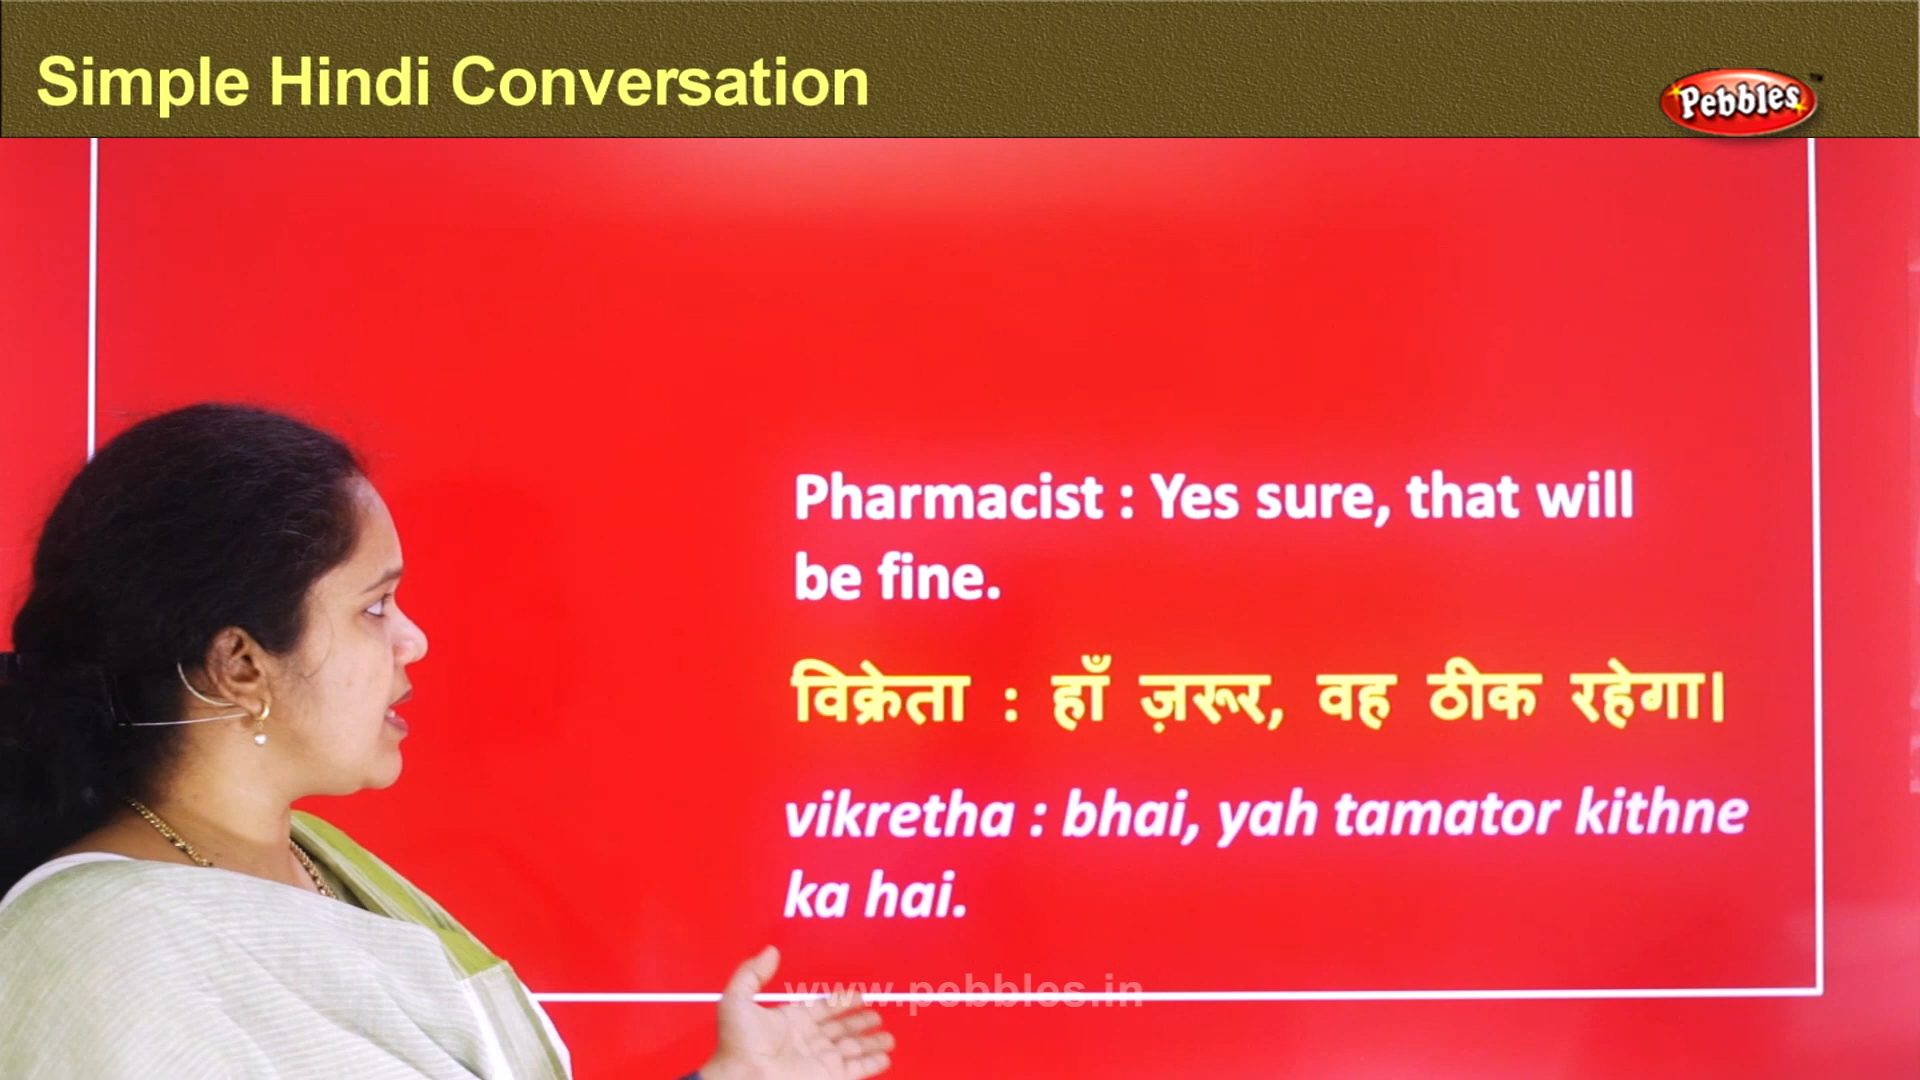 Simple Hindi Conversation
Pebbles™
Pharmacist : Yes sure, that will
be fine.
विक्रेता : हाँ ज़रूर, वह ठीक रहेगा।
vikretha : bhai, yah tamator kithne
ka hai.
www.pebbles.in